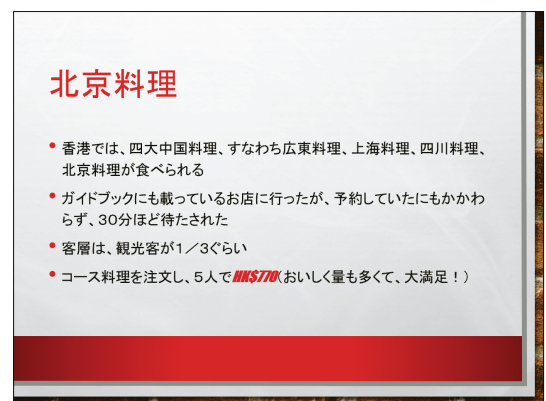 北京料理
• 香港では、四大中国料理、すなわち広東料理、上海料理、四川料理、
北京料理が食べられる
• ガイドブックにも載っているお店に行ったが、予約していたにもかかわ
らず、30分ほど待たされた
• 客層は、観光客が1／3ぐらい
• コース料理を注文し、5人でHK$770(おいしく量も多くて、大満足！)